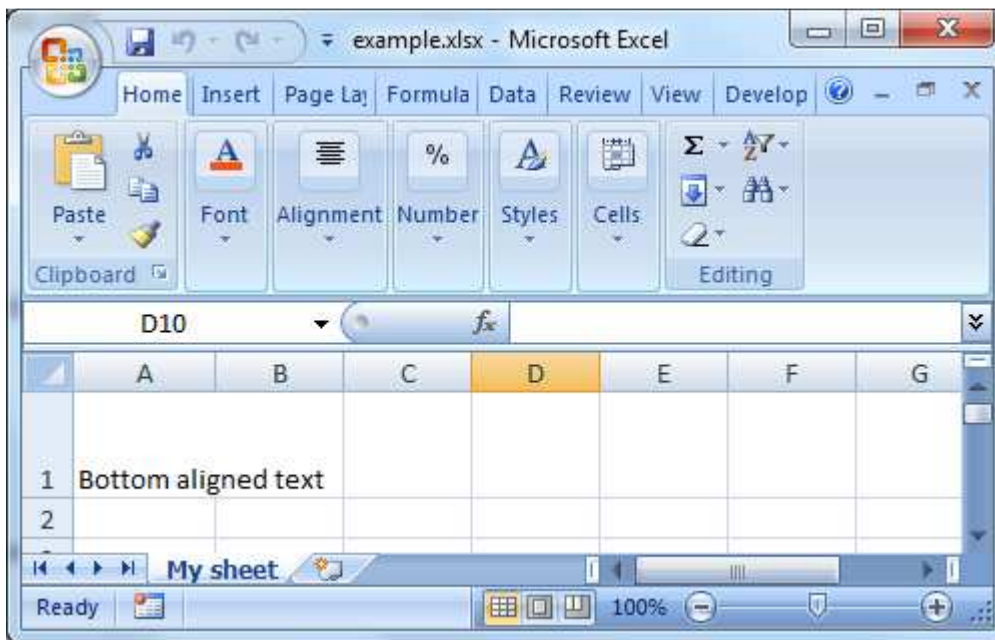 example.xlsx - Microsoft Excel
Home Insert Page Lay Formula Data Review View Develop
Paste Font Alignment Number Styles Cells
Clipboard Editing
D10 fx
A B C D E F G
1 Bottom aligned text
2
My sheet
Ready 100%